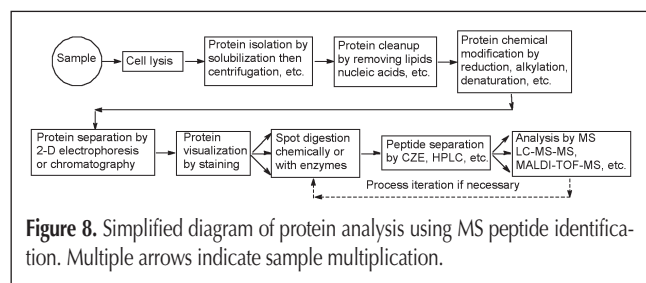 Sample
Cell lysis
Protein isolation by
solubilization then
centrifugation, etc.
Protein cleanup
by removing lipids
nucleic acids, etc.
Protein chemical
modification by
reduction, alkylation,
denaturation, etc.
Protein separation by
2-D electrophoresis
or chromatography
Protein
visualization
by staining
Spot digestion
chemically or
with enzymes
Peptide separation
by CZE, HPLC, etc.
Analysis by MS
LC-MS-MS,
MALDI-TOF-MS, etc.
Process iteration if necessary
Figure 8. Simplified diagram of protein analysis using MS peptide identifica-
tion. Multiple arrows indicate sample multiplication.